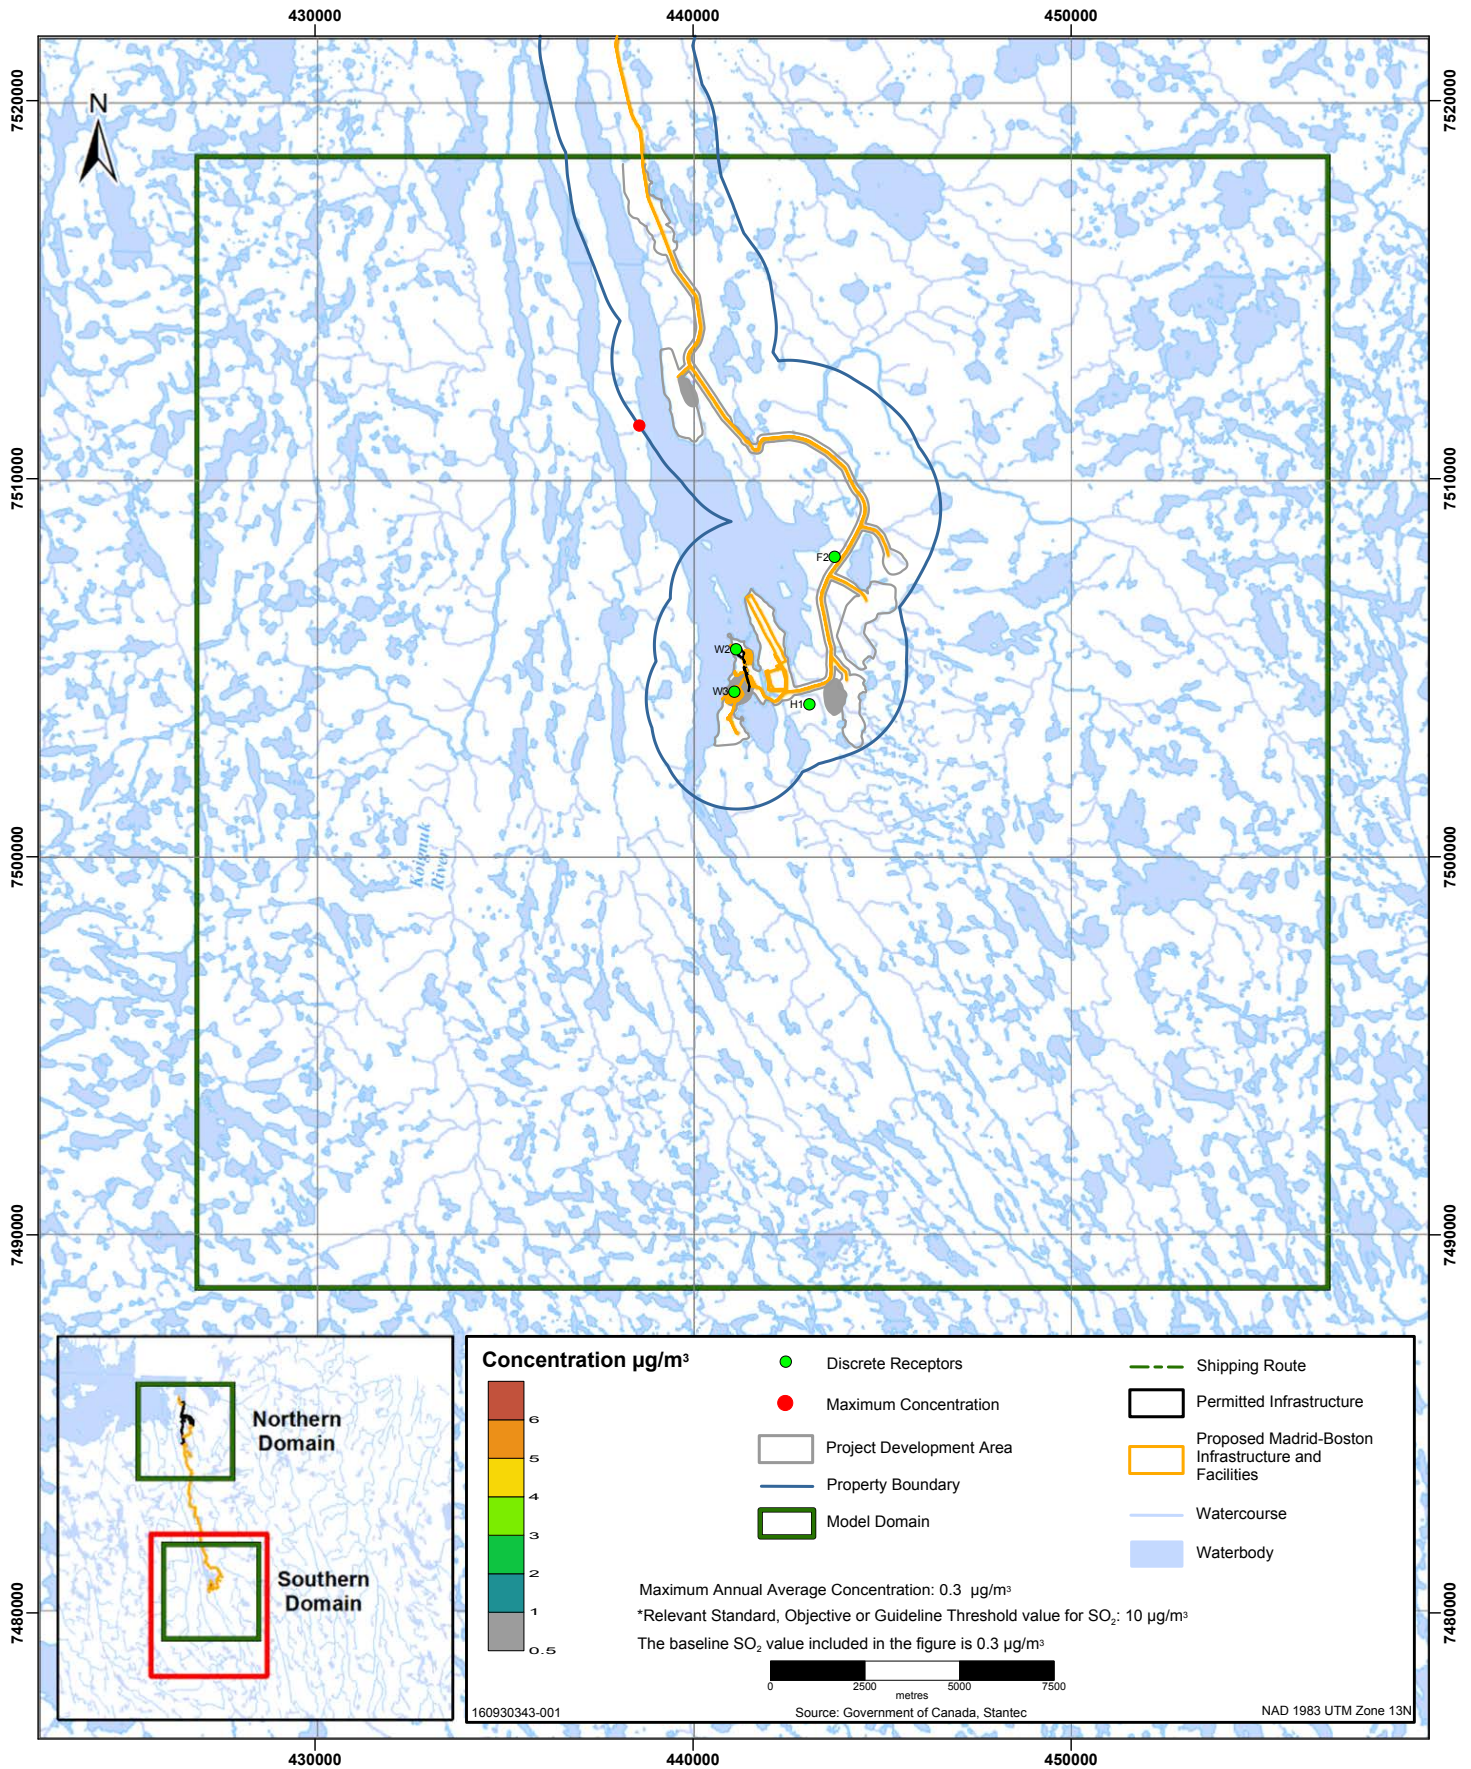 430000 440000 450000
7520000 7520000
N
7510000 7510000
F2
W2
W3
H1
7500000 7500000
Koignuk
River
7490000 7490000
Northern
Domain
Southern
Domain
7480000 7480000
Concentration µg/m³
6
5
4
3
2
1
0.5
Discrete Receptors
Maximum Concentration
Project Development Area
Property Boundary
Model Domain
Shipping Route
Permitted Infrastructure
Proposed Madrid-Boston
Infrastructure and
Facilities
Watercourse
Waterbody
Maximum Annual Average Concentration: 0.3 µg/m³
*Relevant Standard, Objective or Guideline Threshold value for SO₂: 10 µg/m³
The baseline SO₂ value included in the figure is 0.3 µg/m³
0 2500 5000 7500
metres
160930343-001
Source: Government of Canada, Stantec
NAD 1983 UTM Zone 13N
430000 440000 450000